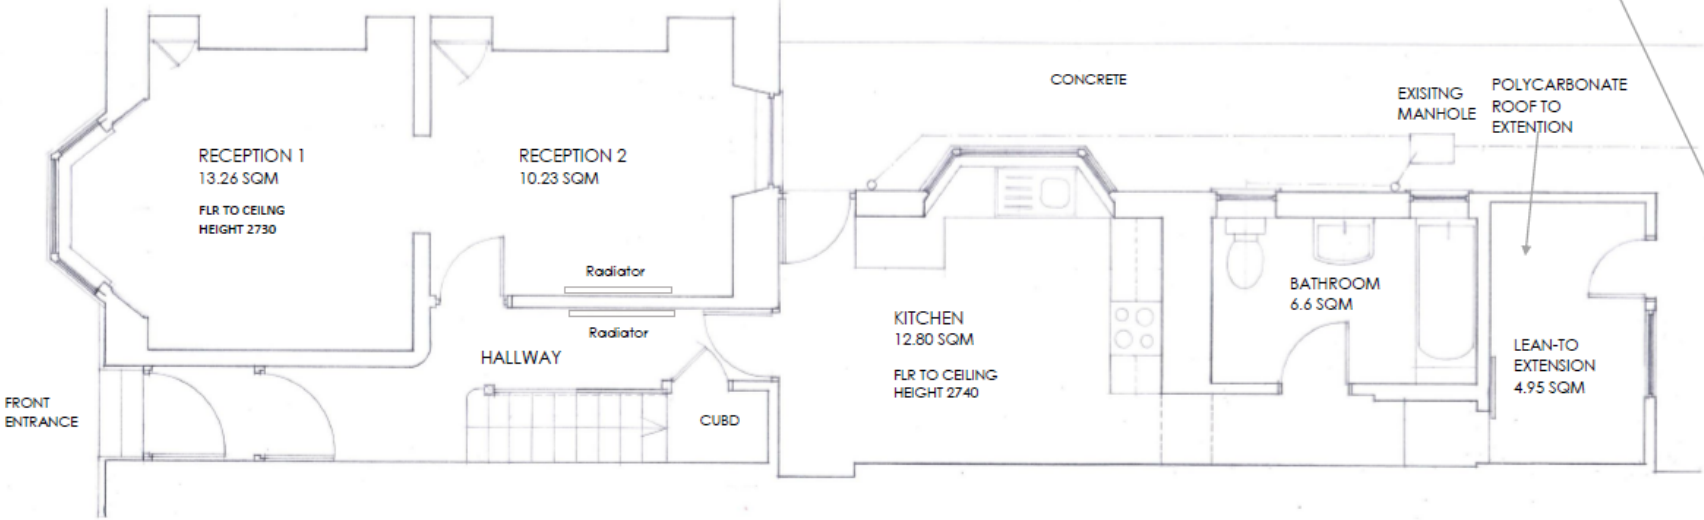 CONCRETE
EXISITNG
MANHOLE
POLYCARBONATE
ROOF TO
EXTENTION
RECEPTION 1
13.26 SQM
FLR TO CEILNG
HEIGHT 2730
RECEPTION 2
10.23 SQM
Radiator
Radiator
HALLWAY
KITCHEN
12.80 SQM
FLR TO CEILING
HEIGHT 2740
BATHROOM
6.6 SQM
LEAN-TO
EXTENSION
4.95 SQM
FRONT
ENTRANCE
CUBD